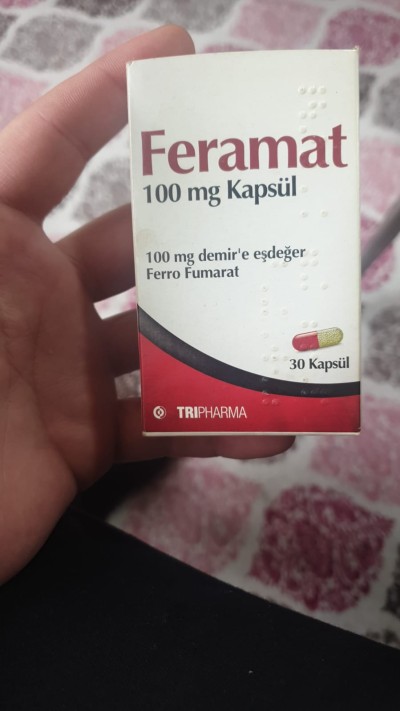 Feramat
100 mg Kapsül
100 mg demir'e eşdeğer
Ferro Fumarat
30 Kapsül
TRIPHARMA